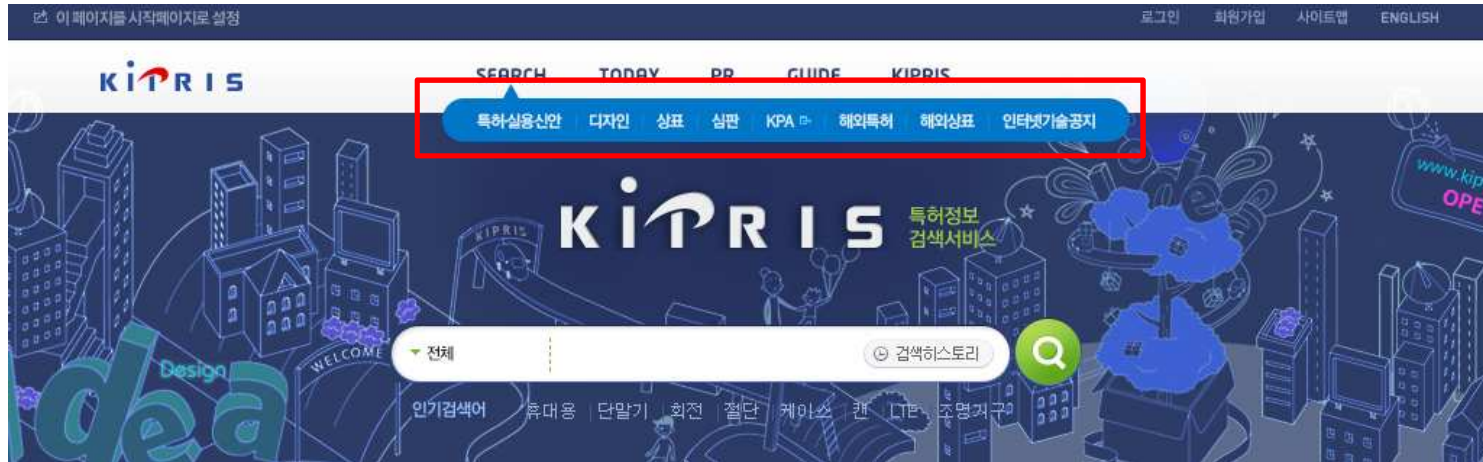 이 페이지를 시작페이지로 설정 로그인 회원가입 사이트맵 ENGLISH
KIPRIS SEARCH TODAY PR GUIDE KIPRIS
특허·실용신안 디자인 상표 심판 KPA 해외특허 해외상표 인터넷기술공지
www.kip
OPE
KIPRIS
KIPRIS 특허정보
검색서비스
전체 검색히스토리
WELCOME
Design
Idea
인기검색어 휴대용 단말기 회전 절단 케이스 캔 LTE 조명기구